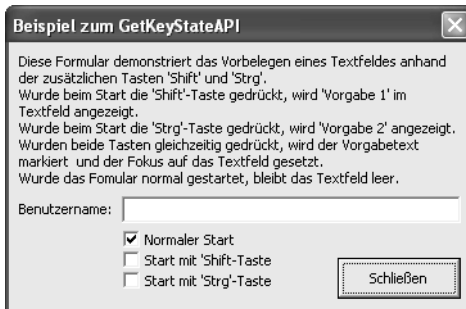 Beispiel zum GetKeyStateAPI
Diese Formular demonstriert das Vorbelegen eines Textfeldes anhand
der zusätzlichen Tasten 'Shift' und 'Strg'.
Wurde beim Start die 'Shift'-Taste gedrückt, wird 'Vorgabe 1' im
Textfeld angezeigt.
Wurde beim Start die 'Strg'-Taste gedrückt, wird 'Vorgabe 2' angezeigt.
Wurden beide Tasten gleichzeitig gedrückt, wird der Vorgabetext
markiert und der Fokus auf das Textfeld gesetzt.
Wurde das Fomular normal gestartet, bleibt das Textfeld leer.
Benutzername:
Normaler Start
Start mit 'Shift-Taste
Start mit 'Strg'-Taste
Schließen